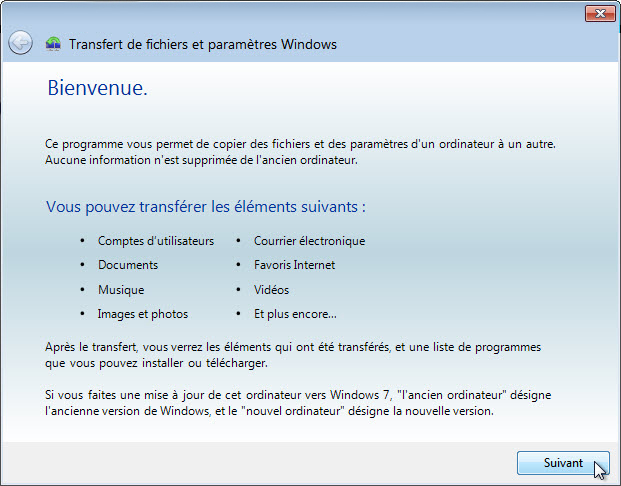 Transfert de fichiers et paramètres Windows
Bienvenue.
Ce programme vous permet de copier des fichiers et des paramètres d'un ordinateur à un autre.
Aucune information n'est supprimée de l'ancien ordinateur.
Vous pouvez transférer les éléments suivants :
• Comptes d'utilisateurs • Courrier électronique
• Documents • Favoris Internet
• Musique • Vidéos
• Images et photos • Et plus encore...
Après le transfert, vous verrez les éléments qui ont été transférés, et une liste de programmes
que vous pouvez installer ou télécharger.
Si vous faites une mise à jour de cet ordinateur vers Windows 7, "l'ancien ordinateur" désigne
l'ancienne version de Windows, et le "nouvel ordinateur" désigne la nouvelle version.
Suivant